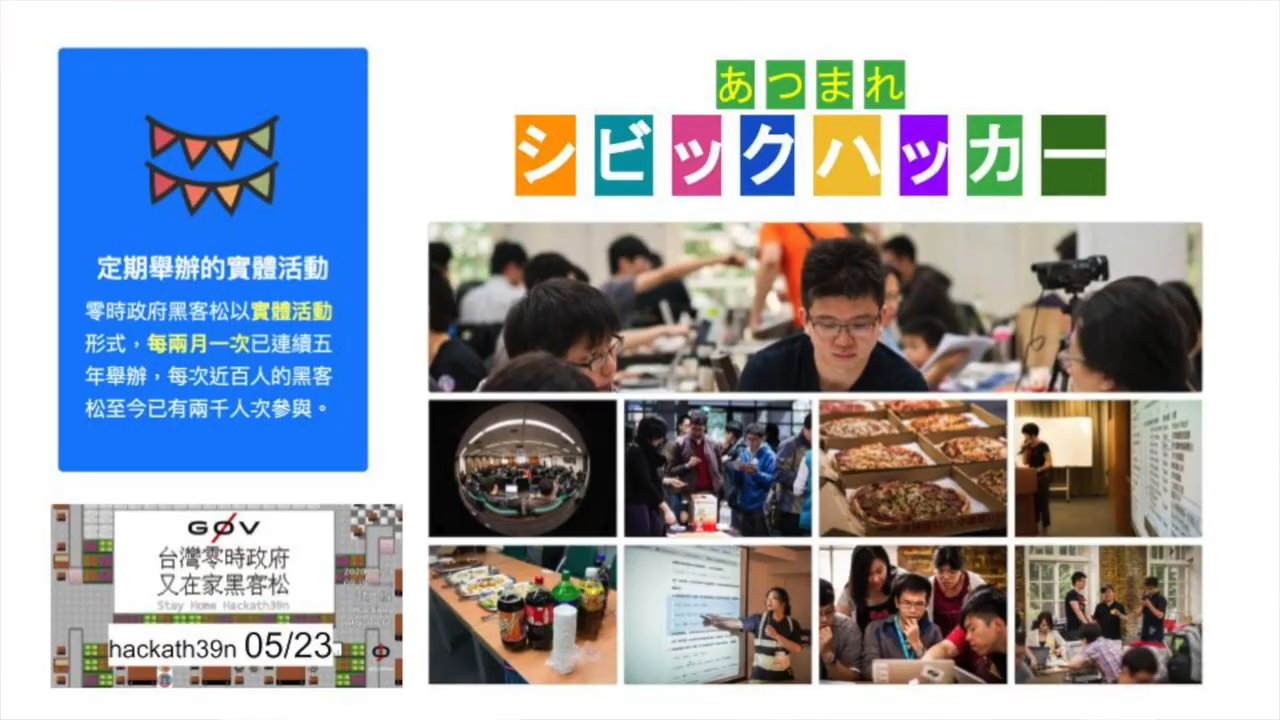 定期舉辦的實體活動
零時政府黑客松以實體活動
形式，每兩月一次已連續五
年舉辦，每次近百人的黑客
松至今已有兩千人次參與。
あつまれ
シビックハッカー
G0V
台灣零時政府
又在家黑客松
Stay Home Hackath39n
hackath39n 05/23